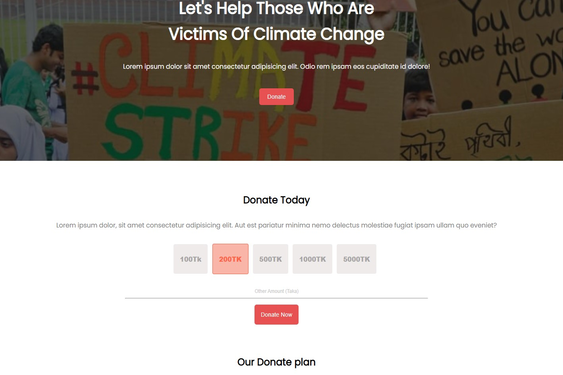 Let's Help Those Who Are
Victims Of Climate Change
Lorem ipsum dolor sit amet consectetur adipisicing elit. Odio rem ipsam eos cupiditate id dolore!
Donate
#CLIMATE
STRIKE
YOU CAN
save the wo
ALON
একটাই পৃথিবী,
Donate Today
Lorem ipsum dolor, sit amet consectetur adipisicing elit. Aut est pariatur minima nemo delectus molestiae fugiat ipsam ullam quo eveniet?
100Tk 200TK 500TK 1000TK 5000TK
Other Amount (Taka)
Donate Now
Our Donate plan